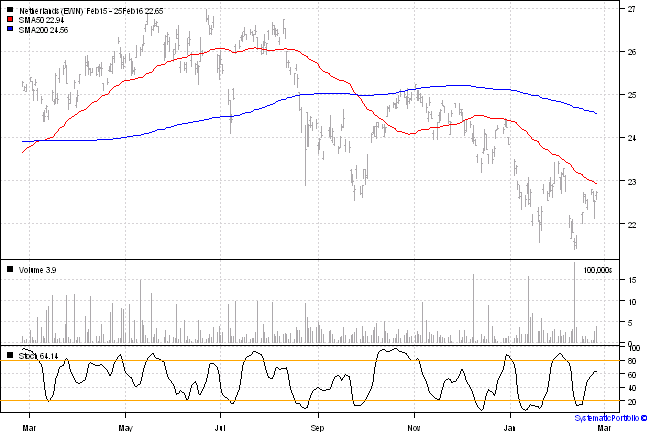 Netherlands (EWN) Feb15 - 25Feb16 22.65
SMA50 22.94
SMA200 24.56
27
26
25
24
23
22
Volume 3.9
100,000s
15
10
5
0
Stoch 64.14
100
80
60
40
20
Mar May Jul Sep Nov Jan Mar
SystematicPortfolio ©